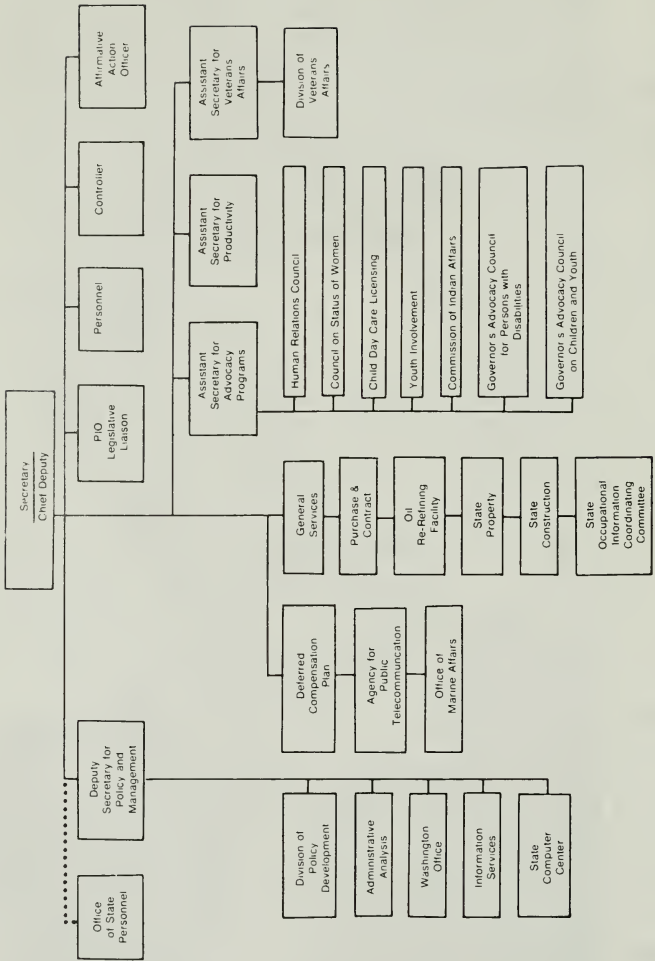 Secretary
Chief Deputy
Office
of State
Personnel
Deputy
Secretary for
Policy and
Management
PIO
Legislative
Liaison
Personnel
Controller
Affirmative
Action
Officer
Division of
Policy
Development
Administrative
Analysis
Washington
Office
Information
Services
State
Computer
Center
Deferred
Compensation
Plan
Agency for
Public
Telecommuncation
Office of
Marine Affairs
General
Services
Purchase &
Contract
Oil
Re-Refining
Facility
State
Property
State
Construction
State
Occupational
Information
Coordinating
Committee
Assistant
Secretary for
Advocacy
Programs
Human Relations Council
Council on Status of Women
Child Day Care Licensing
Youth Involvement
Commission of Indian Affairs
Governor s Advocacy Council
for Persons with
Disabilities
Governor s Advocacy Council
on Children and Youth
Assistant
Secretary for
Productivity
Assistant
Secretary for
Veterans
Affairs
Division of
Veterans
Affairs